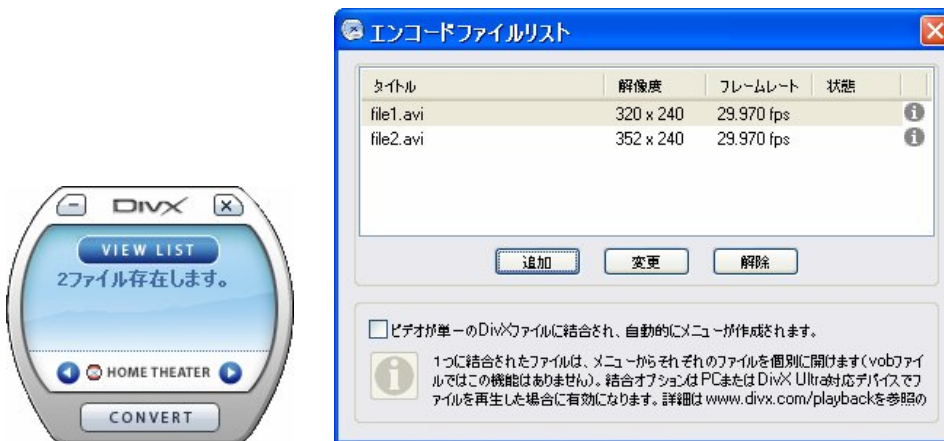 DIVX
VIEW LIST
2ファイル存在します。
HOME THEATER
CONVERT
エンコードファイルリスト
タイトル 解像度 フレームレート 状態
file1.avi 320 x 240 29.970 fps
file2.avi 352 x 240 29.970 fps
追加 変更 解除
ビデオが単一のDivXファイルに結合され、自動的にメニューが作成されます。
1つに結合されたファイルは、メニューからそれぞれのファイルを個別に開けます(vobファイ
ルではこの機能はありません)。結合オプションはPCまたはDivX Ultra対応デバイスでフ
ァイルを再生した場合に有効になります。詳細はwww.divx.com/playbackを参照の